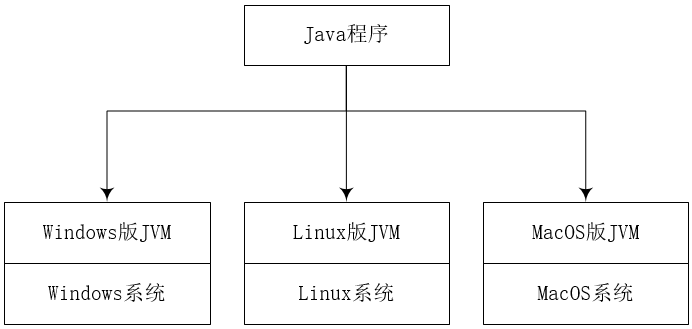 Java程序
Windows版JVM
Linux版JVM
MacOS版JVM
Windows系统
Linux系统
MacOS系统